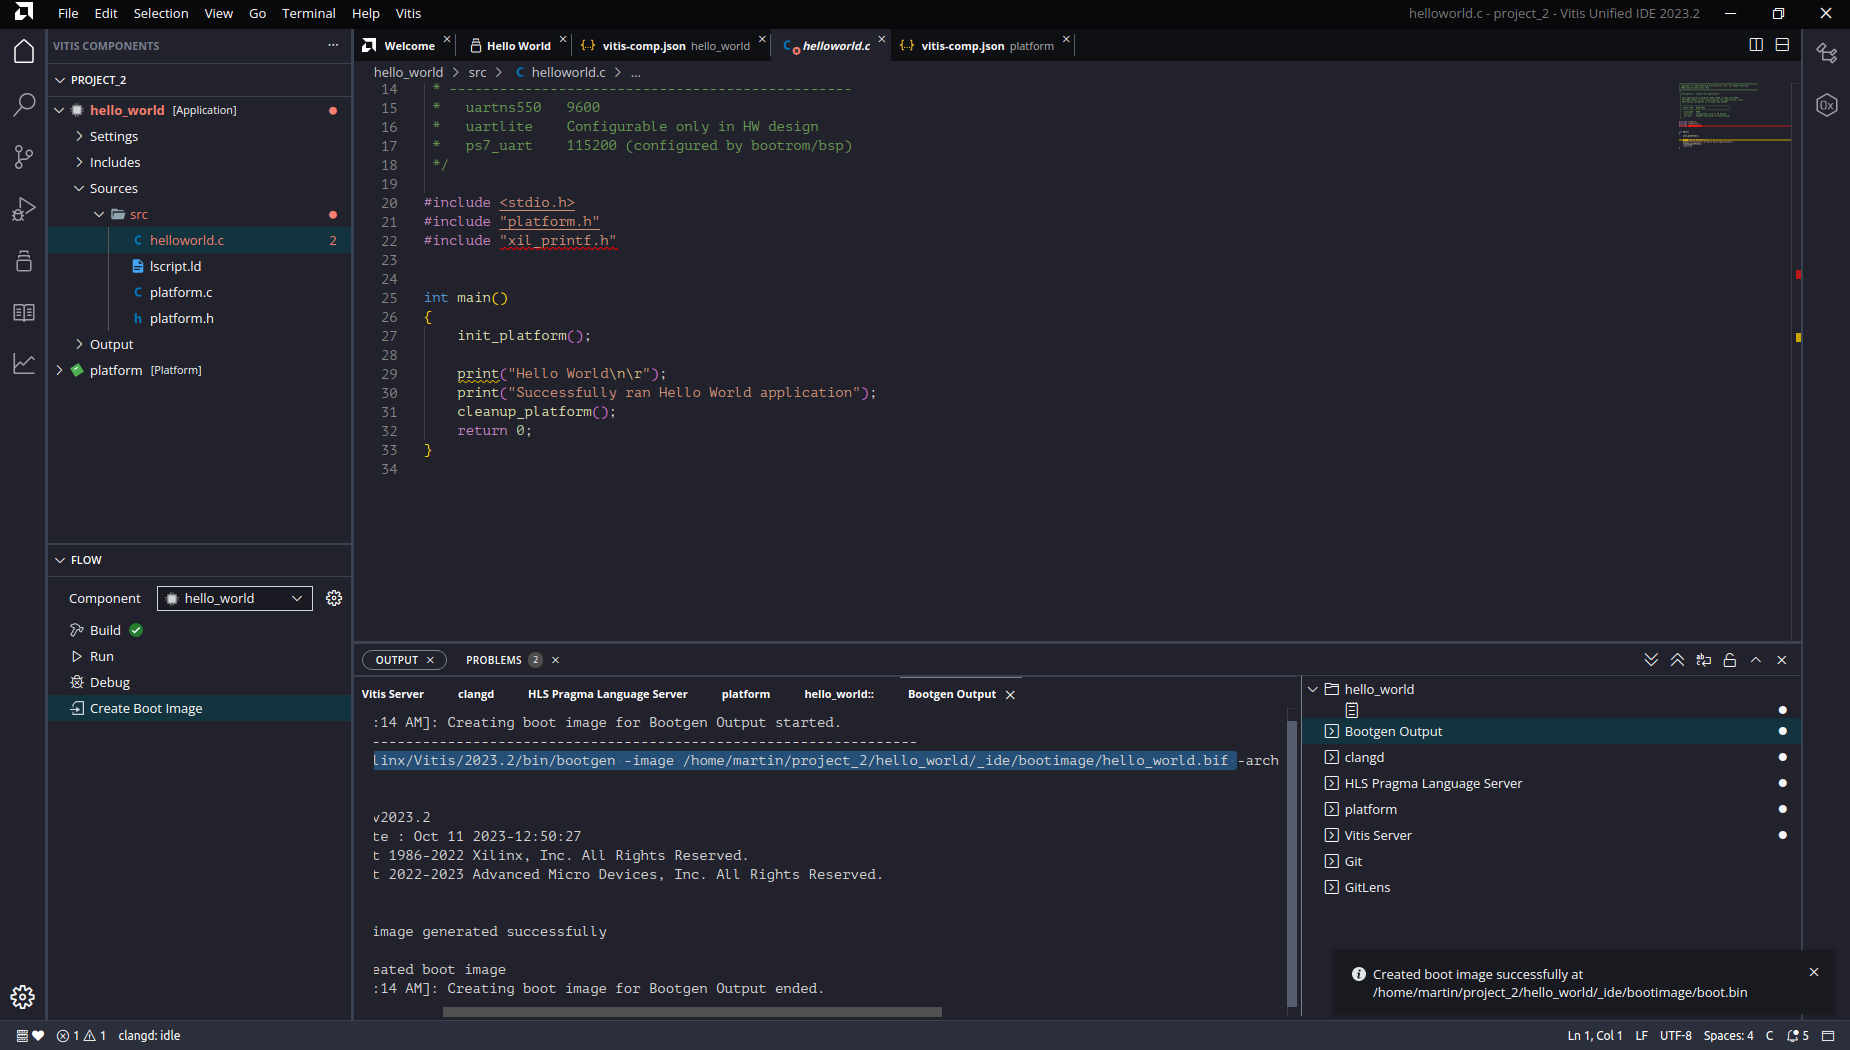 File Edit Selection View Go Terminal Help Vitis
helloworld.c - project_2 - Vitis Unified IDE 2023.2
VITIS COMPONENTS
PROJECT_2
hello_world [Application]
Settings
Includes
Sources
src
helloworld.c 2
lscript.ld
platform.c
platform.h
Output
platform [Platform]
FLOW
Component hello_world
Build
Run
Debug
Create Boot Image
Welcome Hello World vitis-comp.json hello_world helloworld.c vitis-comp.json platform
hello_world > src > C helloworld.c > ...
14 * -------------------------------------------------
15 * uartns550 9600
16 * uartlite Configurable only in HW design
17 * ps7_uart 115200 (configured by bootrom/bsp)
18 */
19
20 #include <stdio.h>
21 #include "platform.h"
22 #include "xil_printf.h"
23
24
25 int main()
26 {
27 init_platform();
28
29 print("Hello World\n\r");
30 print("Successfully ran Hello World application");
31 cleanup_platform();
32 return 0;
33 }
34
OUTPUT PROBLEMS 2
Vitis Server clangd HLS Pragma Language Server platform hello_world:: Bootgen Output
:14 AM]: Creating boot image for Bootgen Output started.
------------------------------------------------------------------
linx/Vitis/2023.2/bin/bootgen -image /home/martin/project_2/hello_world/_ide/bootimage/hello_world.bif -arch
v2023.2
te : Oct 11 2023-12:50:27
t 1986-2022 Xilinx, Inc. All Rights Reserved.
t 2022-2023 Advanced Micro Devices, Inc. All Rights Reserved.
image generated successfully
eated boot image
:14 AM]: Creating boot image for Bootgen Output ended.
hello_world
Bootgen Output
clangd
HLS Pragma Language Server
platform
Vitis Server
Git
GitLens
Created boot image successfully at
/home/martin/project_2/hello_world/_ide/bootimage/boot.bin
1 1 clangd: idle
Ln 1, Col 1 LF UTF-8 Spaces: 4 C 5